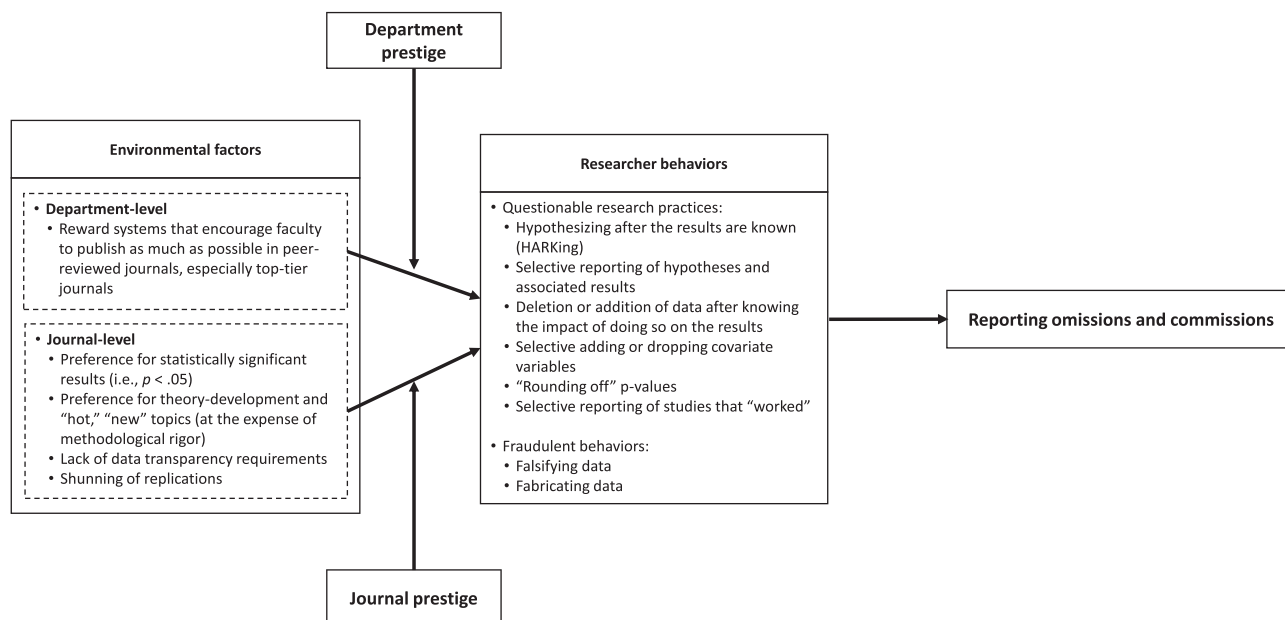 Department
prestige
Environmental factors
• Department-level
• Reward systems that encourage faculty
to publish as much as possible in peer-
reviewed journals, especially top-tier
journals
• Journal-level
• Preference for statistically significant
results (i.e., p < .05)
• Preference for theory-development and
“hot,” “new” topics (at the expense of
methodological rigor)
• Lack of data transparency requirements
• Shunning of replications
Researcher behaviors
• Questionable research practices:
• Hypothesizing after the results are known
(HARKing)
• Selective reporting of hypotheses and
associated results
• Deletion or addition of data after knowing
the impact of doing so on the results
• Selective adding or dropping covariate
variables
• “Rounding off” p-values
• Selective reporting of studies that “worked”
• Fraudulent behaviors:
• Falsifying data
• Fabricating data
Reporting omissions and commissions
Journal prestige